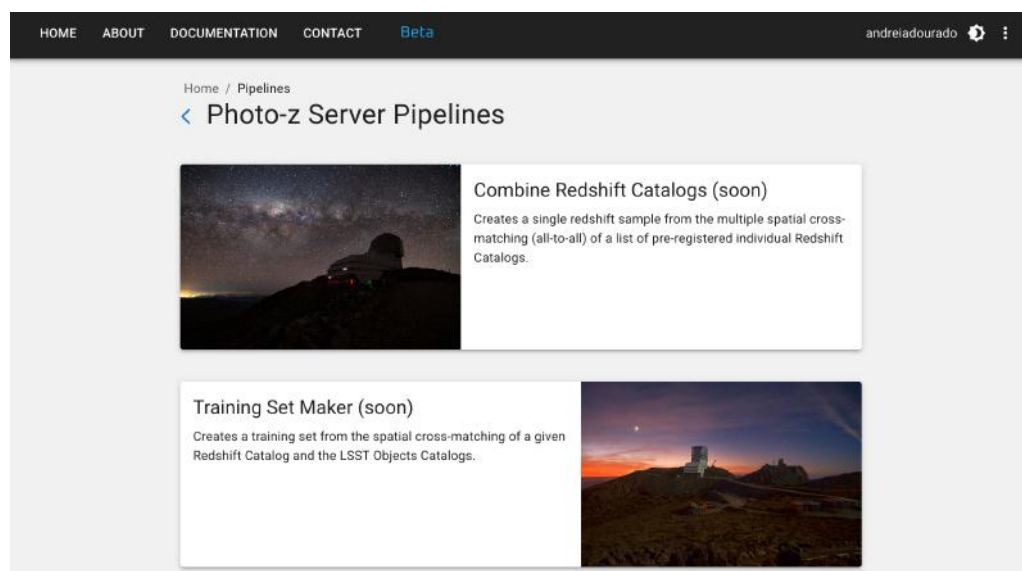 HOME ABOUT DOCUMENTATION CONTACT Beta andreiadourado
Home / Pipelines
< Photo-z Server Pipelines
Combine Redshift Catalogs (soon)
Creates a single redshift sample from the multiple spatial cross-
matching (all-to-all) of a list of pre-registered individual Redshift
Catalogs.
Training Set Maker (soon)
Creates a training set from the spatial cross-matching of a given
Redshift Catalog and the LSST Objects Catalogs.